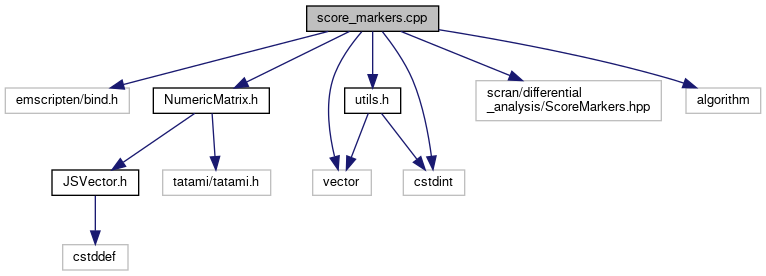 score_markers.cpp
emscripten/bind.h
NumericMatrix.h
utils.h
scran/differential
_analysis/ScoreMarkers.hpp
algorithm
JSVector.h
tatami/tatami.h
vector
cstdint
cstddef